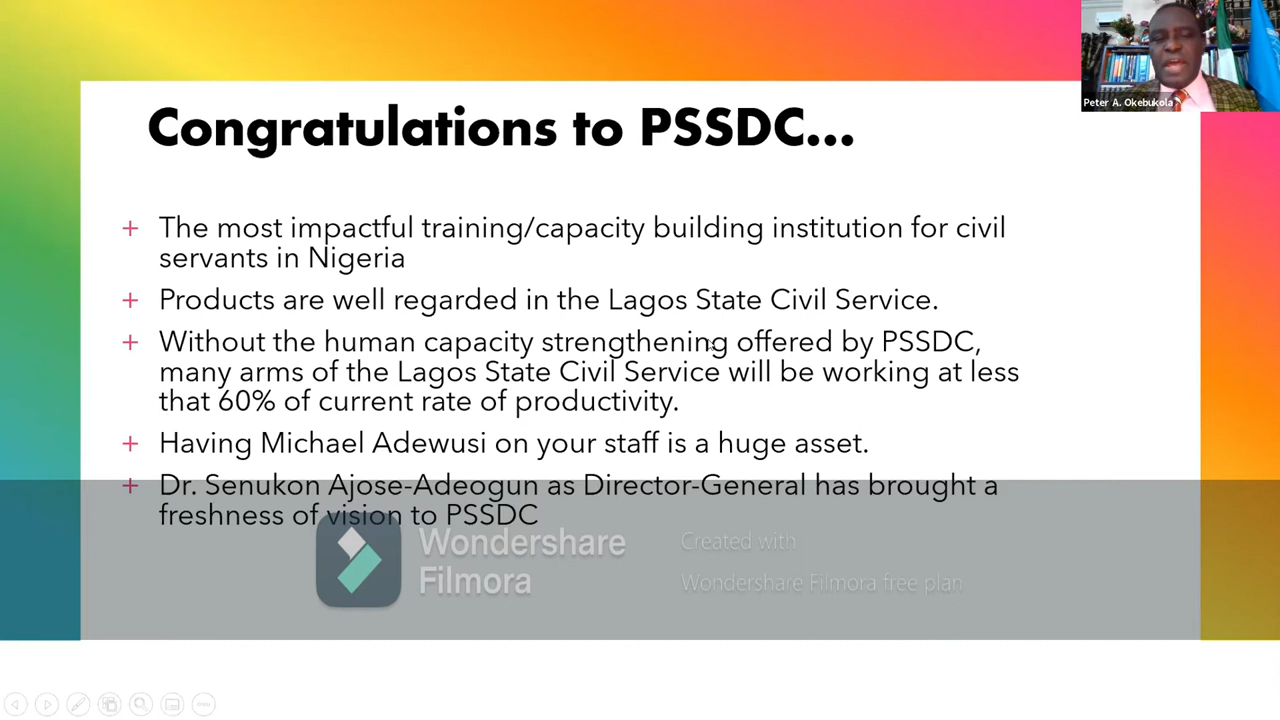 Peter A. Okebukola
Congratulations to PSSDC...
+ The most impactful training/capacity building institution for civil
servants in Nigeria
+ Products are well regarded in the Lagos State Civil Service.
+ Without the human capacity strengthening offered by PSSDC,
many arms of the Lagos State Civil Service will be working at less
that 60% of current rate of productivity.
+ Having Michael Adewusi on your staff is a huge asset.
+ Dr. Senukon Ajose-Adeogun as Director-General has brought a
freshness of vision to PSSDC
Wondershare
Filmora
Created with
Wondershare Filmora free plan